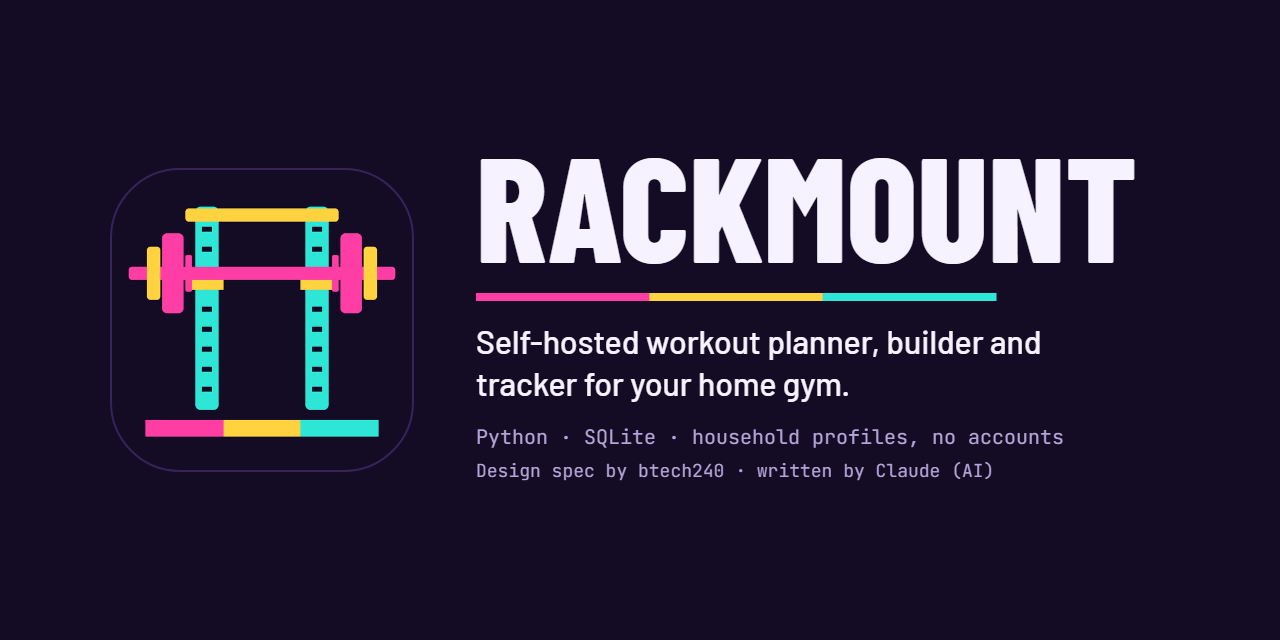 RACKMOUNT
Self-hosted workout planner, builder and
tracker for your home gym.
Python · SQLite · household profiles, no accounts
Design spec by btech240 · written by Claude (AI)